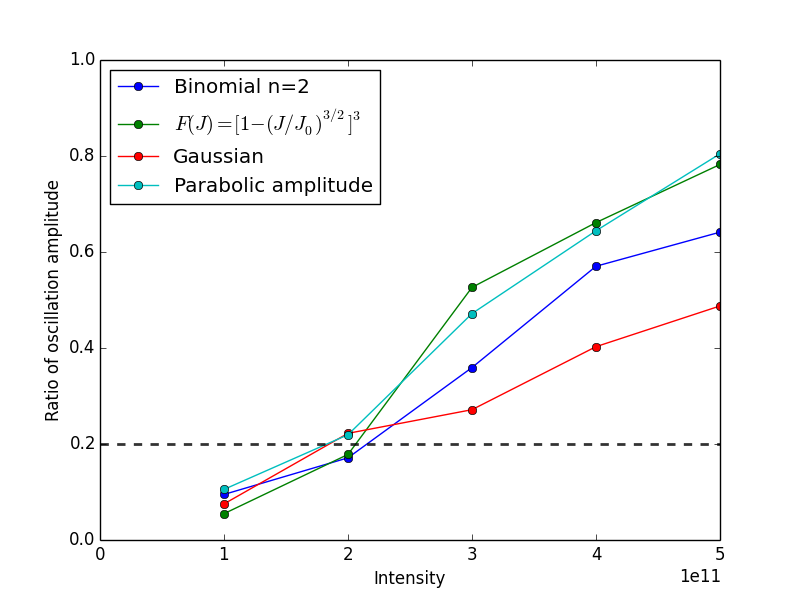 1.0
0.8
0.6
0.4
0.2
0.0
Ratio of oscillation amplitude
Binomial n=2
F(J)=[1−(J/J₀)^{3/2}]³
Gaussian
Parabolic amplitude
0 1 2 3 4 5
1e11
Intensity